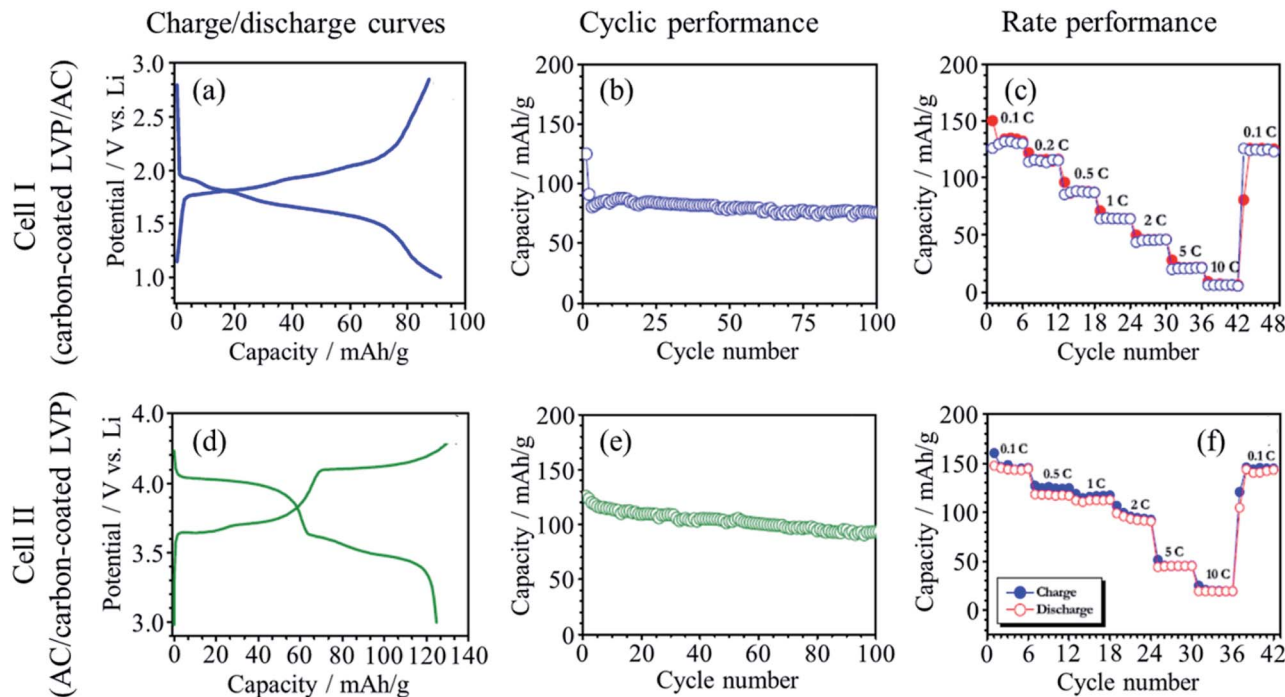 Charge/discharge curves
Cyclic performance
Rate performance
Cell I
(carbon-coated LVP/AC)
(a)
Potential / V vs. Li
3.0
2.5
2.0
1.5
1.0
0 20 40 60 80 100
Capacity / mAh/g
(b)
Capacity / mAh/g
200
150
100
50
0
0 25 50 75 100
Cycle number
(c)
Capacity / mAh/g
200
150
100
50
0
0.1 C
0.2 C
0.5 C
1 C
2 C
5 C
10 C
0.1 C
0 6 12 18 24 30 36 42 48
Cycle number
Cell II
(AC/carbon-coated LVP)
(d)
Potential / V vs. Li
4.0
4.0
3.5
3.0
0 20 40 60 80 100 120 140
Capacity / mAh/g
(e)
Capacity / mAh/g
200
150
100
50
0
0 25 50 75 100
Cycle number
(f)
Capacity / mAh/g
200
150
100
50
0
0.1 C
0.5 C
1 C
2 C
5 C
10 C
0.1 C
Charge
Discharge
0 6 12 18 24 30 36 42
Cycle number